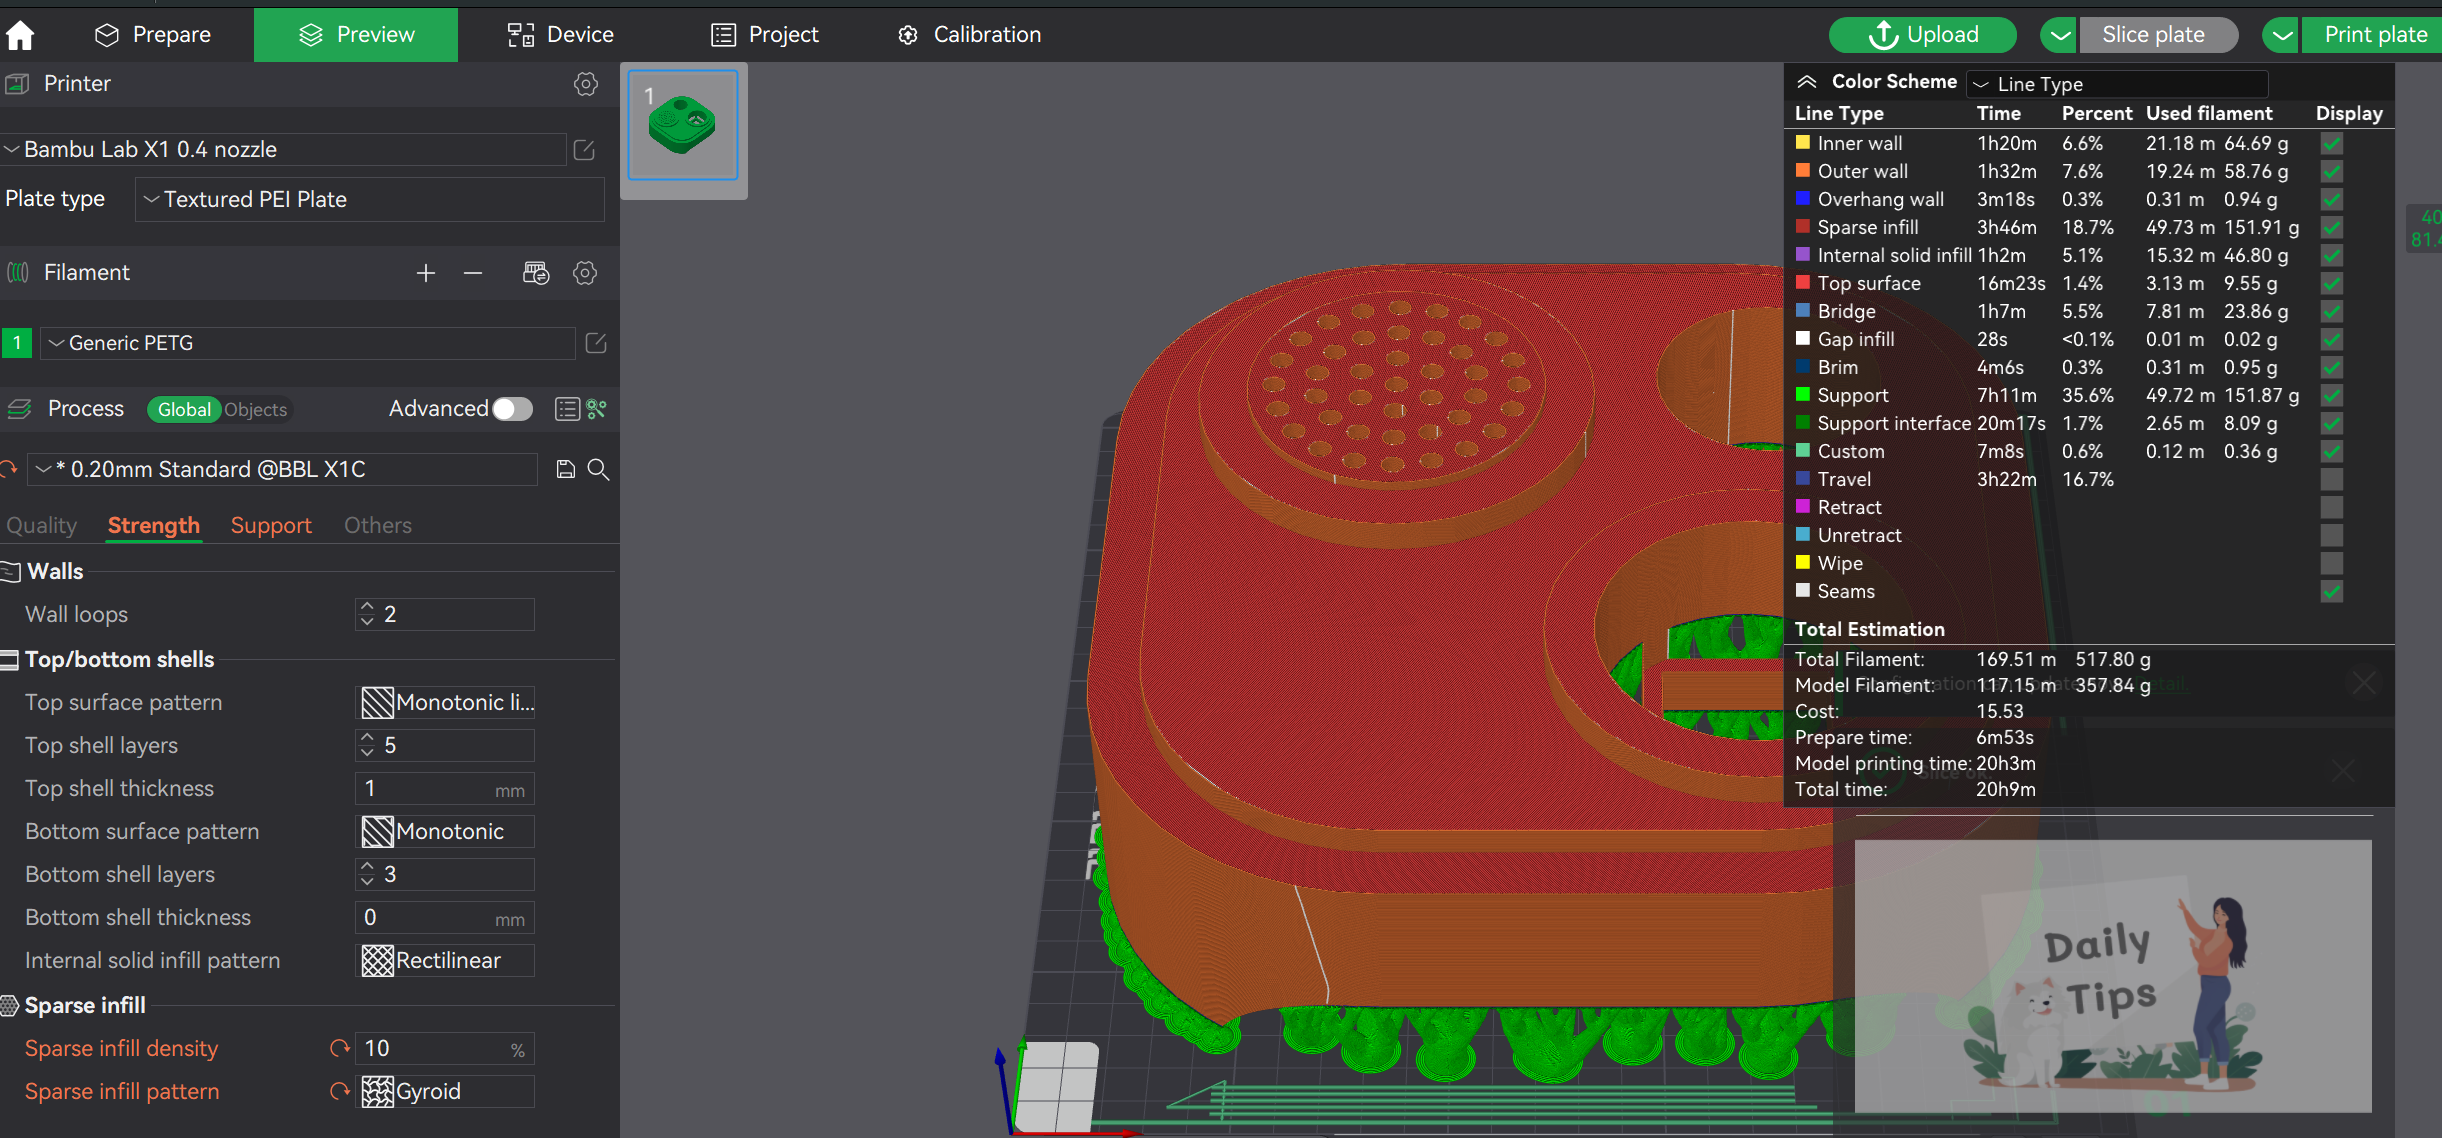 Prepare
Preview
Device
Project
Calibration
Upload
Slice plate
Print plate
Printer
Bambu Lab X1 0.4 nozzle
Plate type
Textured PEI Plate
Filament
1 Generic PETG
Process Global Objects Advanced
* 0.20mm Standard @BBL X1C
Quality Strength Support Others
Walls
Wall loops 2
Top/bottom shells
Top surface pattern Monotonic li...
Top shell layers 5
Top shell thickness 1 mm
Bottom surface pattern Monotonic
Bottom shell layers 3
Bottom shell thickness 0 mm
Internal solid infill pattern Rectilinear
Sparse infill
Sparse infill density 10 %
Sparse infill pattern Gyroid
1
Color Scheme Line Type
Line Type Time Percent Used filament Display
Inner wall 1h20m 6.6% 21.18 m 64.69 g
Outer wall 1h32m 7.6% 19.24 m 58.76 g
Overhang wall 3m18s 0.3% 0.31 m 0.94 g
Sparse infill 3h46m 18.7% 49.73 m 151.91 g
Internal solid infill 1h2m 5.1% 15.32 m 46.80 g
Top surface 16m23s 1.4% 3.13 m 9.55 g
Bridge 1h7m 5.5% 7.81 m 23.86 g
Gap infill 28s <0.1% 0.01 m 0.02 g
Brim 4m6s 0.3% 0.31 m 0.95 g
Support 7h11m 35.6% 49.72 m 151.87 g
Support interface 20m17s 1.7% 2.65 m 8.09 g
Custom 7m8s 0.6% 0.12 m 0.36 g
Travel 3h22m 16.7%
Retract
Unretract
Wipe
Seams
Total Estimation
Total Filament: 169.51 m 517.80 g
Model Filament: 117.15 m 357.84 g
Cost: 15.53
Prepare time: 6m53s
Model printing time: 20h3m
Total time: 20h9m
Slice ok.
Daily
Tips
40
81.4